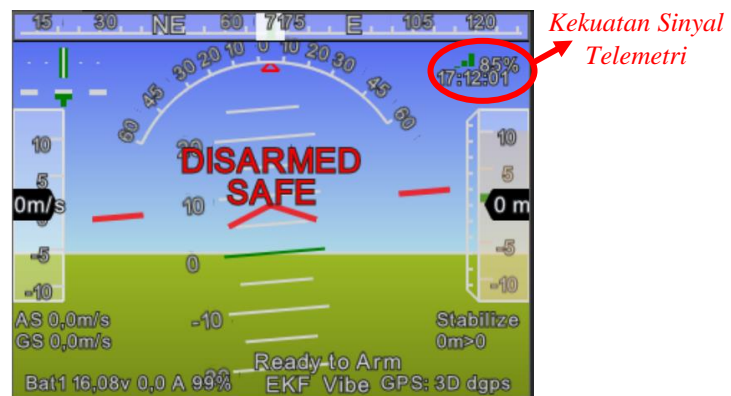 15 30 NE 60 7175 E 105 120
Kekuatan Sinyal
Telemetri
60 45 30 20 10 0 10 20 30 45 60
85%
17:12:01
10
20
10
DISARMED
5
5
SAFE
0m/s
10
0 m
-5
0
-5
-10
-10
AS 0,0m/s
-10
Stabilize
GS 0,0m/s
0m>0
Ready to Arm
Bat1 16,08v 0,0 A 99%
EKF Vibe GPS: 3D dgps